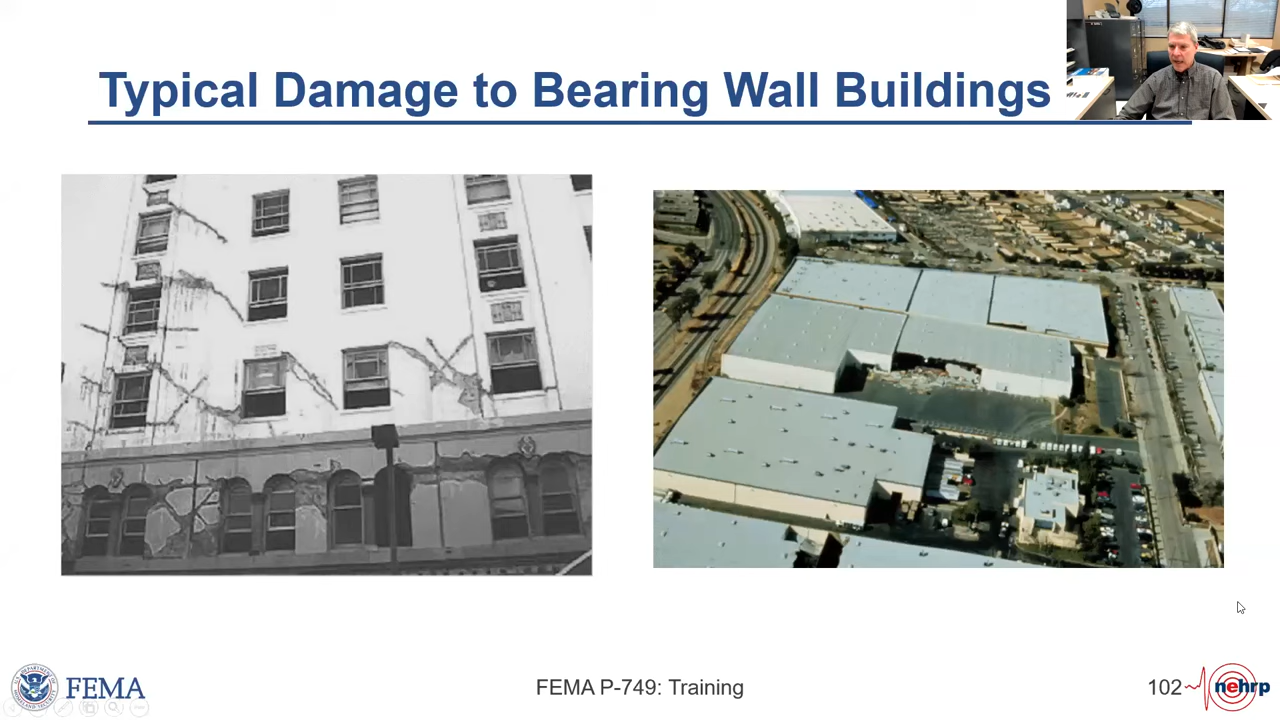 Typical Damage to Bearing Wall Buildings
FEMA
FEMA P-749: Training
102
nehrp